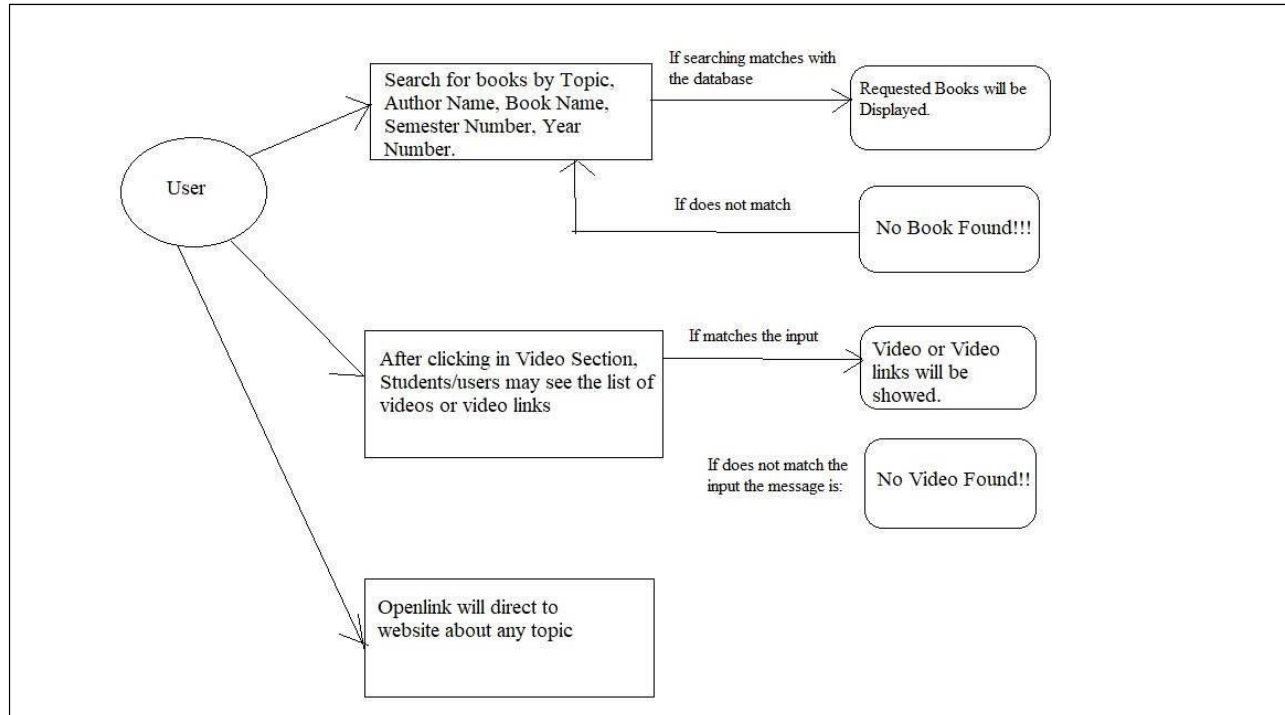 User
Search for books by Topic,
Author Name, Book Name,
Semester Number, Year
Number.
If searching matches with
the database
Requested Books will be
Displayed.
If does not match
No Book Found!!!
After clicking in Video Section,
Students/users may see the list of
videos or video links
If matches the input
Video or Video
links will be
showed.
If does not match the
input the message is:
No Video Found!!
Openlink will direct to
website about any topic